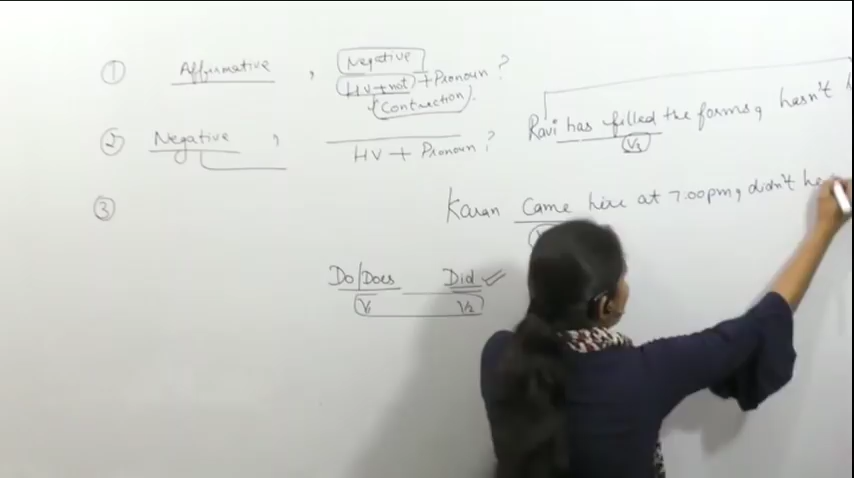 ① Affirmative , Negative
HV+not + Pronoun ?
(Contraction).
② Negative , HV + Pronoun ?
Ravi has filled the forms, hasn't
V3
③
Karan Came here at 7.00pm, didn't he
Do/Does Did ✓
V1 V2